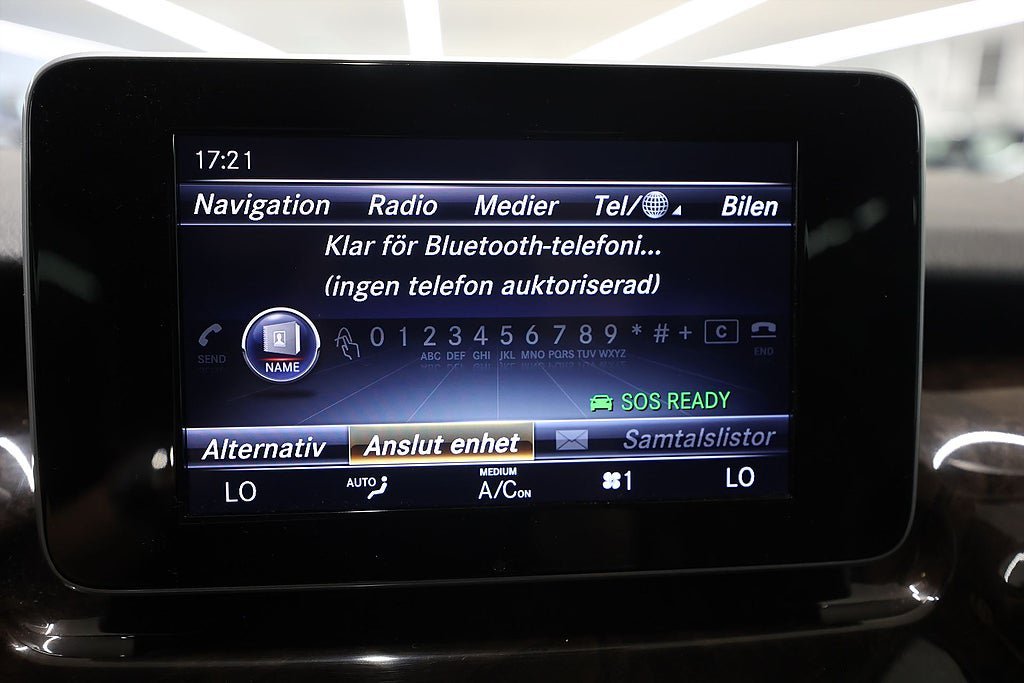 17:21
Navigation Radio Medier Tel/ Bilen
Klar för Bluetooth-telefoni...
(ingen telefon auktoriserad)
0 1 2 3 4 5 6 7 8 9 * # + C
SEND ABC DEF GHI JKL MNO PQRS TUV WXYZ END
NAME
SOS READY
Alternativ Anslut enhet Samtalslistor
LO AUTO MEDIUM A/C ON 1 LO